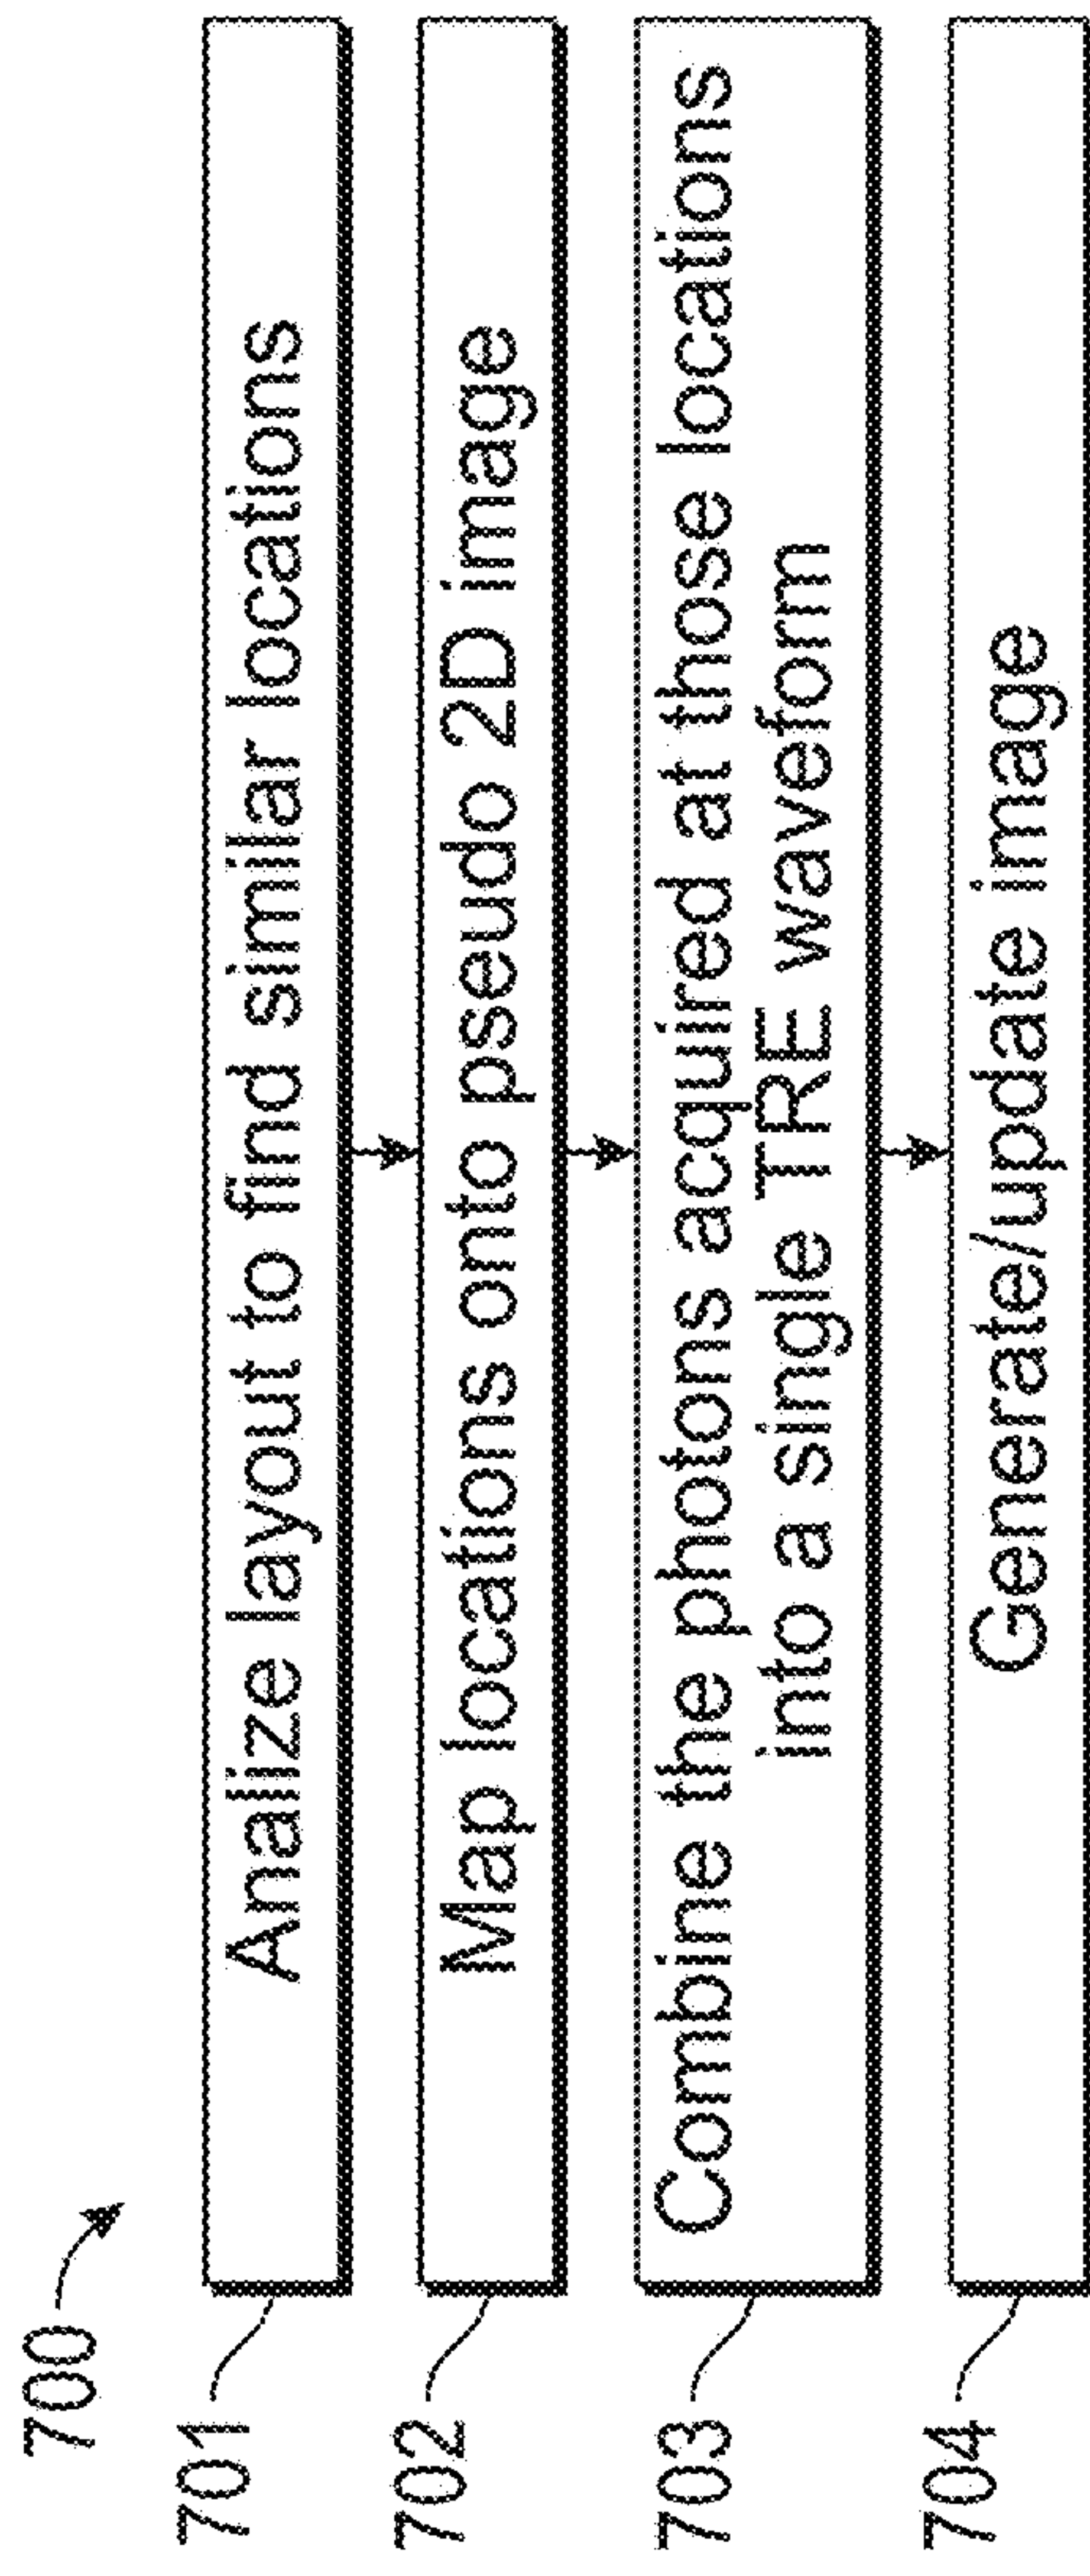 700
701
Analize layout to find similar locations
702
Map locations onto pseudo 2D image
703
Combine the photons acquired at those locations
into a single TRE waveform
704
Generate/update image